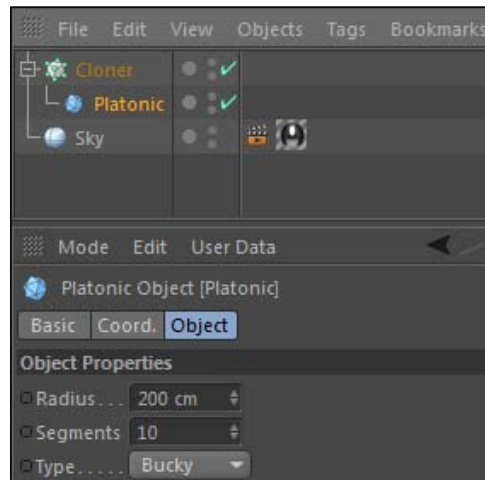 File Edit View Objects Tags Bookmarks
Cloner
Platonic
Sky
Mode Edit User Data
Platonic Object [Platonic]
Basic Coord. Object
Object Properties
Radius... 200 cm
Segments 10
Type..... Bucky